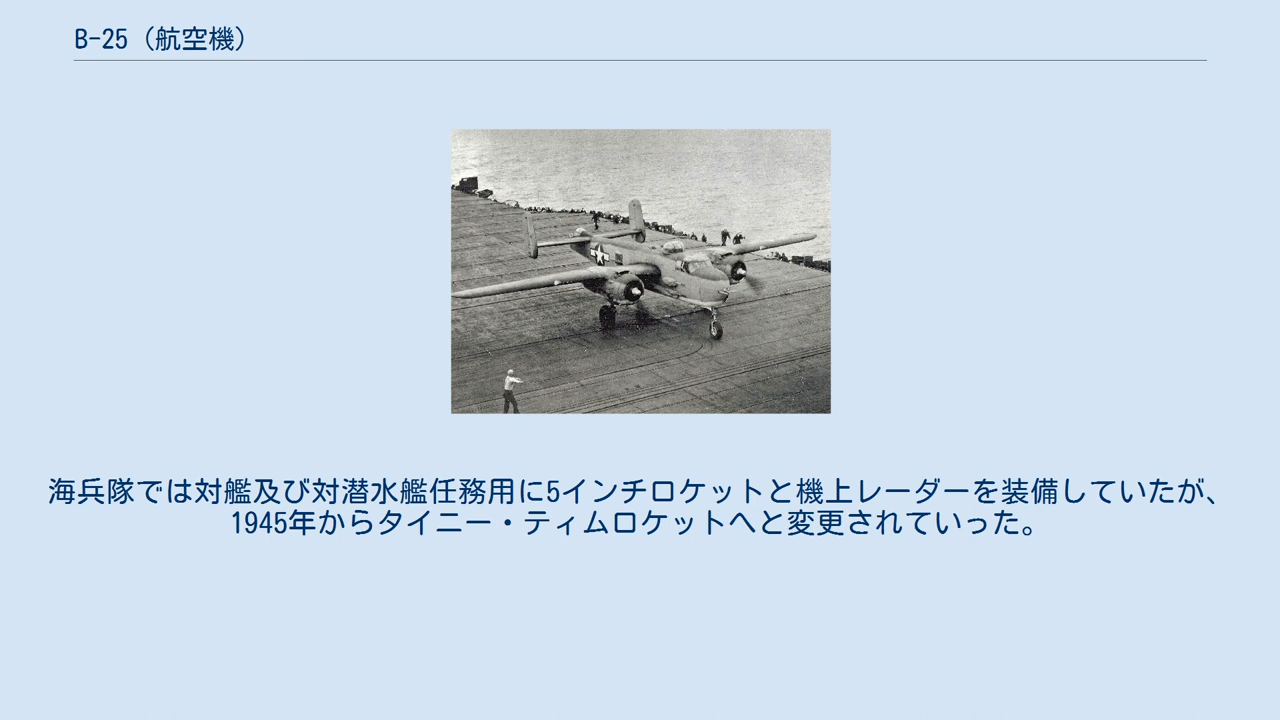 B-25（航空機）
海兵隊では対艦及び対潜水艦任務用に5インチロケットと機上レーダーを装備していたが、
1945年からタイニー・ティムロケットへと変更されていった。